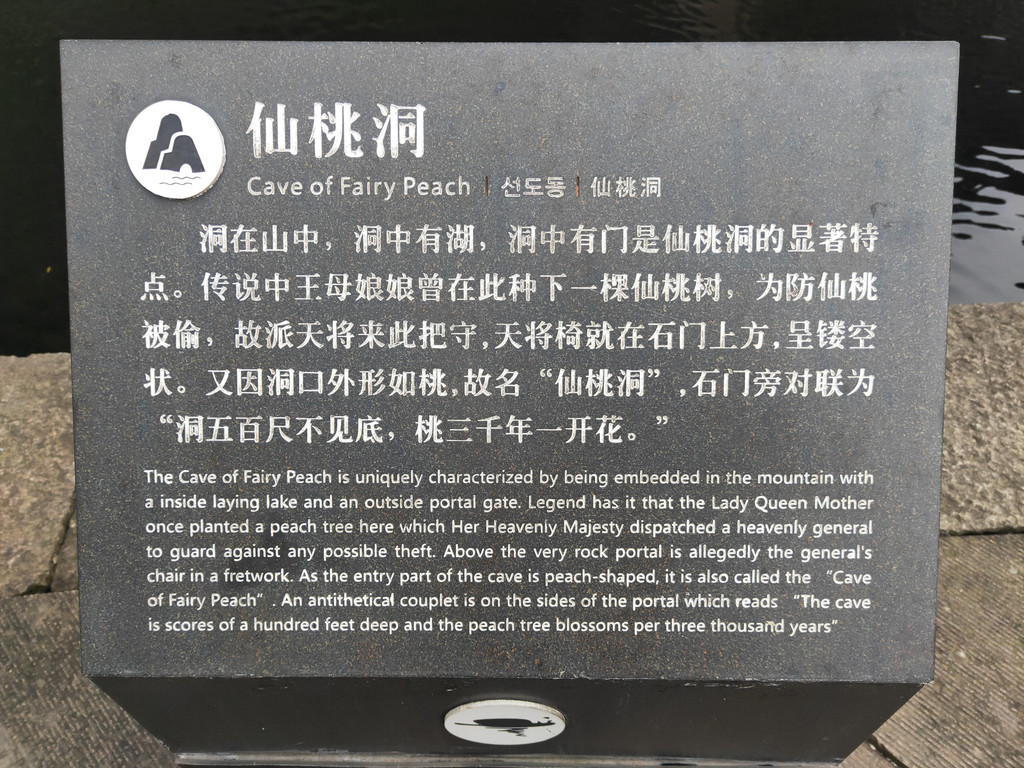 仙桃洞
Cave of Fairy Peach | 선도동 | 仙桃洞
洞在山中，洞中有湖，洞中有门是仙桃洞的显著特
点。传说中王母娘娘曾在此种下一棵仙桃树，为防仙桃
被偷，故派天将来此把守，天将椅就在石门上方，呈镂空
状。又因洞口外形如桃，故名“仙桃洞”，石门旁对联为
“洞五百尺不见底，桃三千年一开花。”
The Cave of Fairy Peach is uniquely characterized by being embedded in the mountain with
a inside laying lake and an outside portal gate. Legend has it that the Lady Queen Mother
once planted a peach tree here which Her Heavenly Majesty dispatched a heavenly general
to guard against any possible theft. Above the very rock portal is allegedly the general's
chair in a fretwork. As the entry part of the cave is peach-shaped, it is also called the “Cave
of Fairy Peach”. An antithetical couplet is on the sides of the portal which reads “The cave
is scores of a hundred feet deep and the peach tree blossoms per three thousand years”